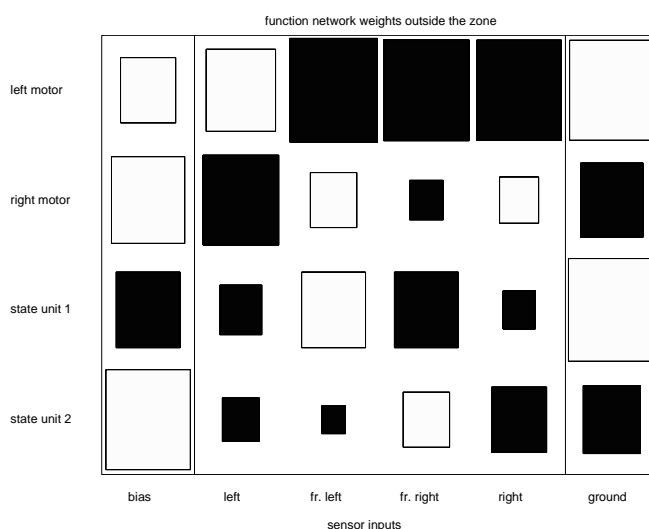 function network weights outside the zone
left motor
right motor
state unit 1
state unit 2
bias left fr. left fr. right right ground
sensor inputs